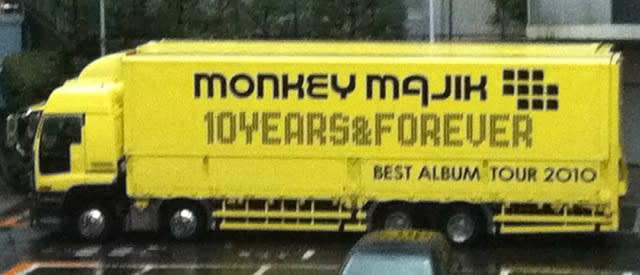 MONKEY MAJIK
10YEARS&FOREVER
BEST ALBUM TOUR 2010